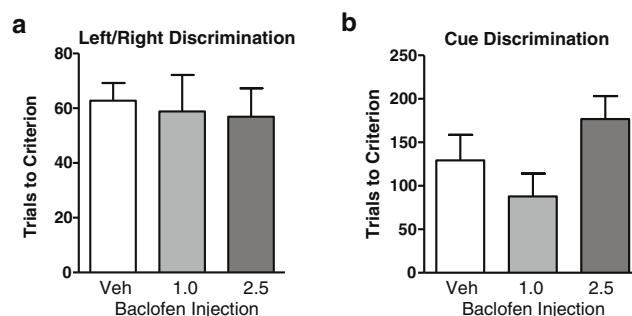 a
Left/Right Discrimination
Trials to Criterion
80
60
40
20
0
Veh 1.0 2.5
Baclofen Injection
b
Cue Discrimination
Trials to Criterion
250
200
150
100
50
0
Veh 1.0 2.5
Baclofen Injection